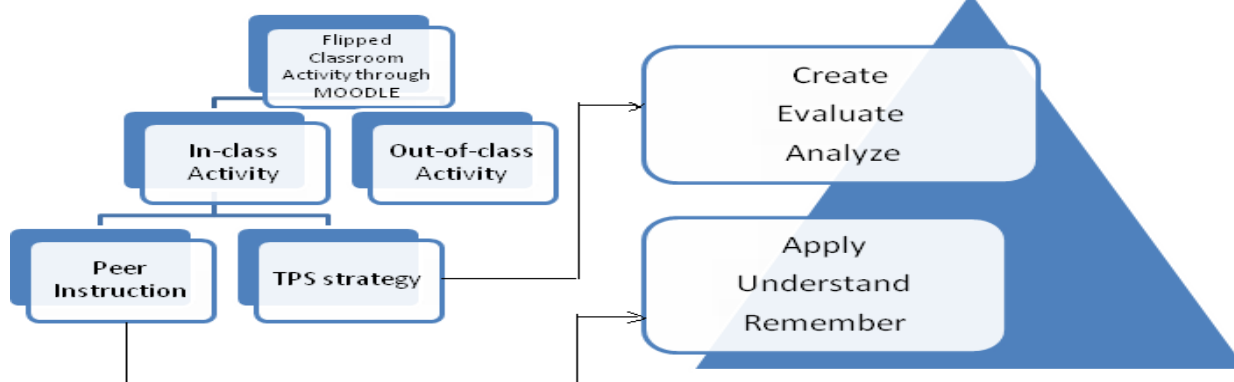 Flipped
Classroom
Activity through
MOODLE
In-class
Activity
Out-of-class
Activity
Peer
Instruction
TPS strategy
Create
Evaluate
Analyze
Apply
Understand
Remember